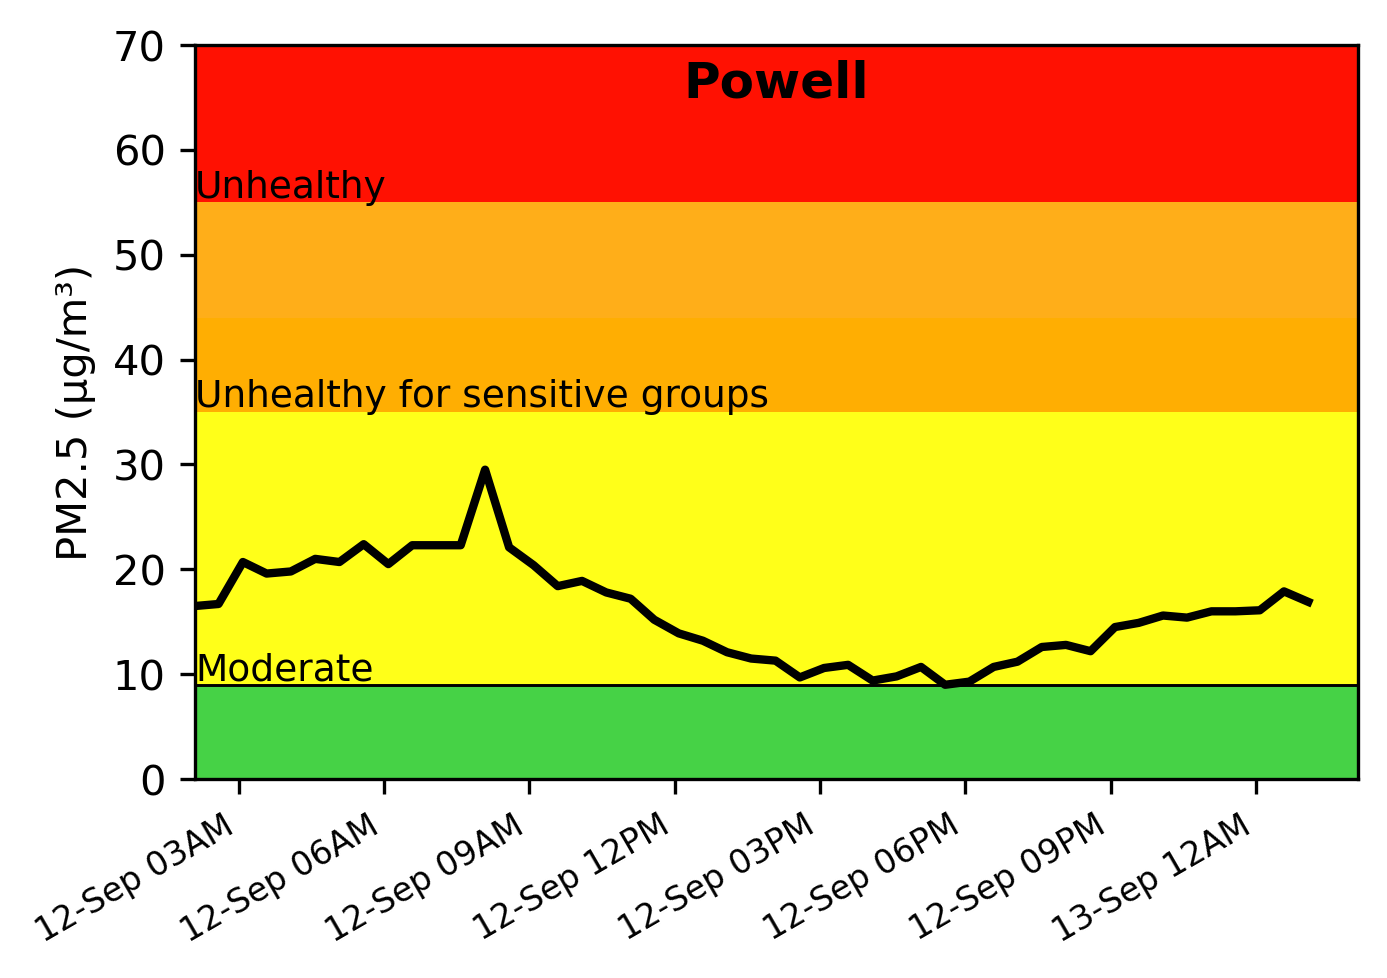 Powell
70
60
50
40
30
20
10
0
PM2.5 (µg/m³)
Unhealthy
Unhealthy for sensitive groups
Moderate
12-Sep 03AM
12-Sep 06AM
12-Sep 09AM
12-Sep 12PM
12-Sep 03PM
12-Sep 06PM
12-Sep 09PM
13-Sep 12AM